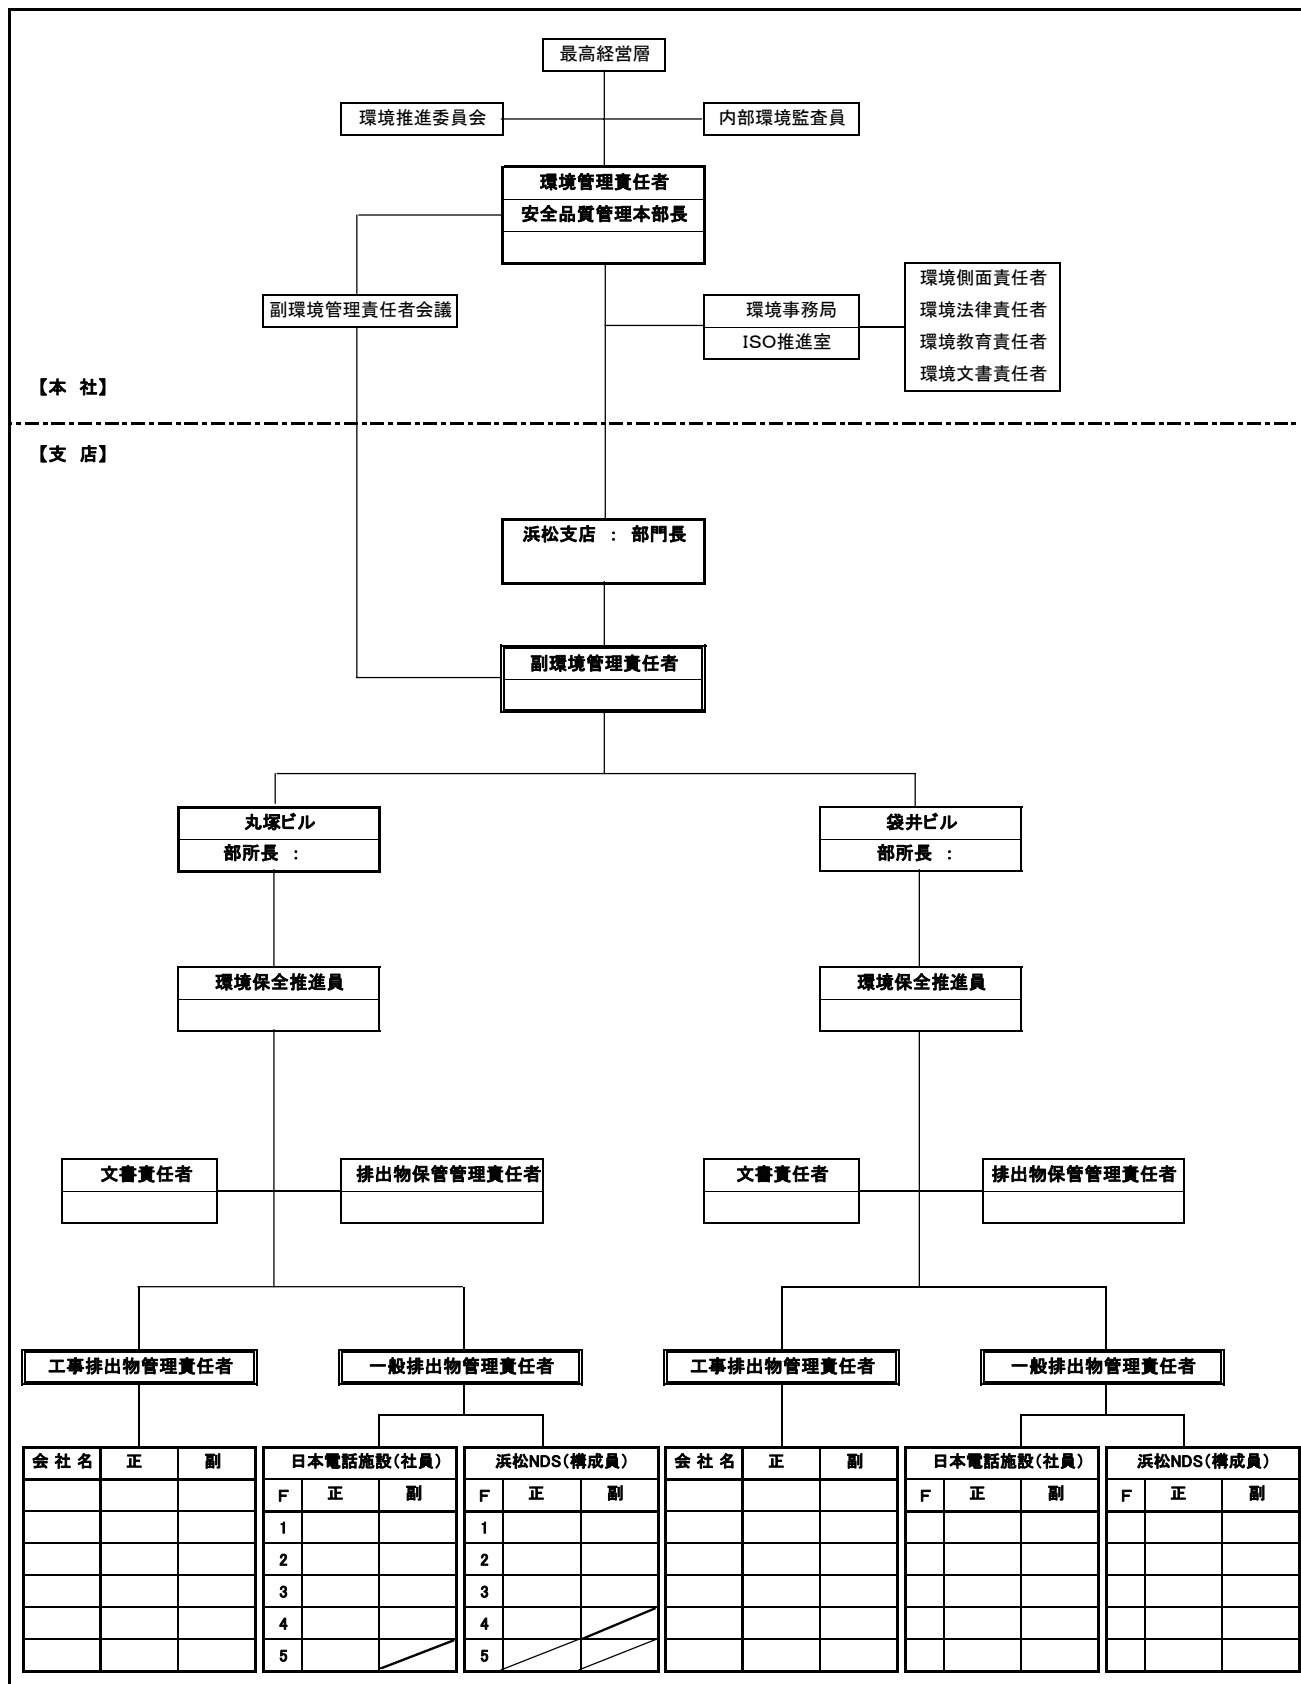 最高経営層
環境推進委員会
内部環境監査員
環境管理責任者
安全品質管理本部長
副環境管理責任者会議
環境事務局
ISO推進室
環境側面責任者
環境法律責任者
環境教育責任者
環境文書責任者
【本 社】
【支 店】
浜松支店 : 部門長
副環境管理責任者
丸塚ビル
部所長 :
袋井ビル
部所長 :
環境保全推進員
環境保全推進員
文書責任者
排出物保管管理責任者
文書責任者
排出物保管管理責任者
工事排出物管理責任者
一般排出物管理責任者
工事排出物管理責任者
一般排出物管理責任者
会 社 名 正 副
日本電話施設(社員)
F 正 副
1
2
3
4
5
浜松NDS(構成員)
F 正 副
1
2
3
4
5
会 社 名 正 副
日本電話施設(社員)
F 正 副
浜松NDS(構成員)
F 正 副